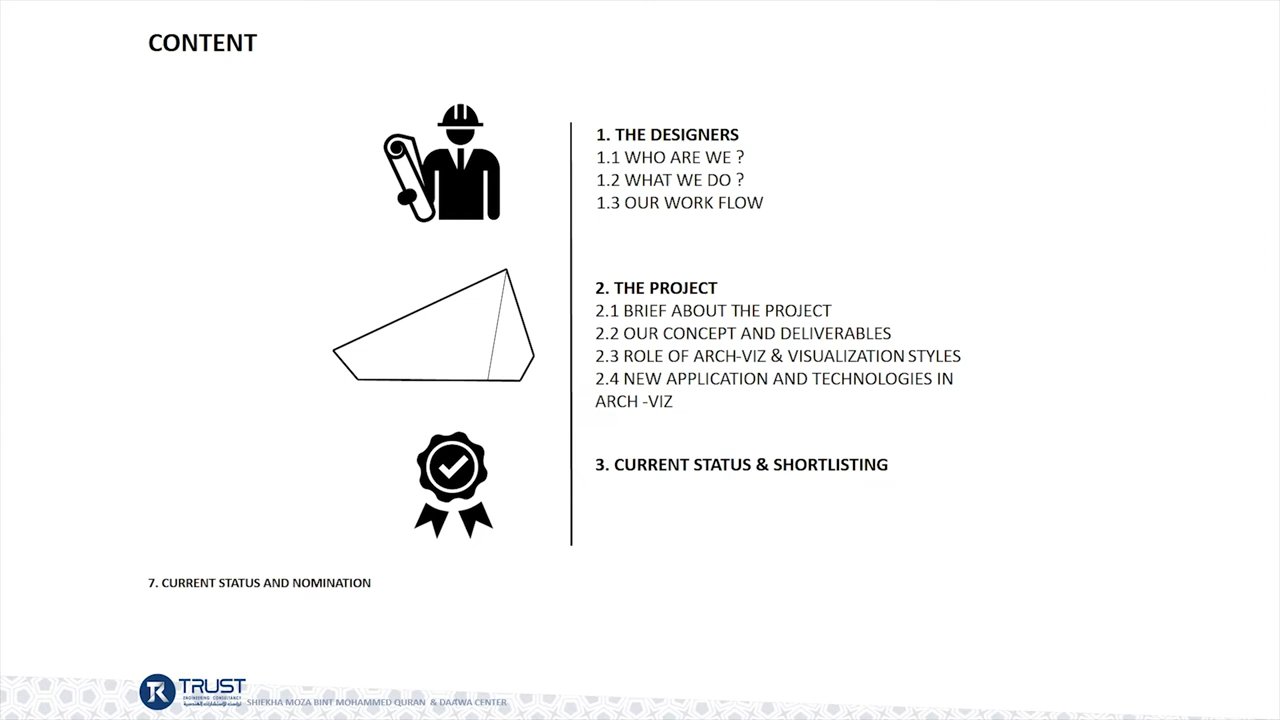 CONTENT
1. THE DESIGNERS
1.1 WHO ARE WE ?
1.2 WHAT WE DO ?
1.3 OUR WORK FLOW
2. THE PROJECT
2.1 BRIEF ABOUT THE PROJECT
2.2 OUR CONCEPT AND DELIVERABLES
2.3 ROLE OF ARCH-VIZ & VISUALIZATION STYLES
2.4 NEW APPLICATION AND TECHNOLOGIES IN
ARCH -VIZ
3. CURRENT STATUS & SHORTLISTING
7. CURRENT STATUS AND NOMINATION
TRUST
ENGINEERING CONSULTANCY
SHIEKHA MOZA BINT MOHAMMED QURAN & DAAWA CENTER